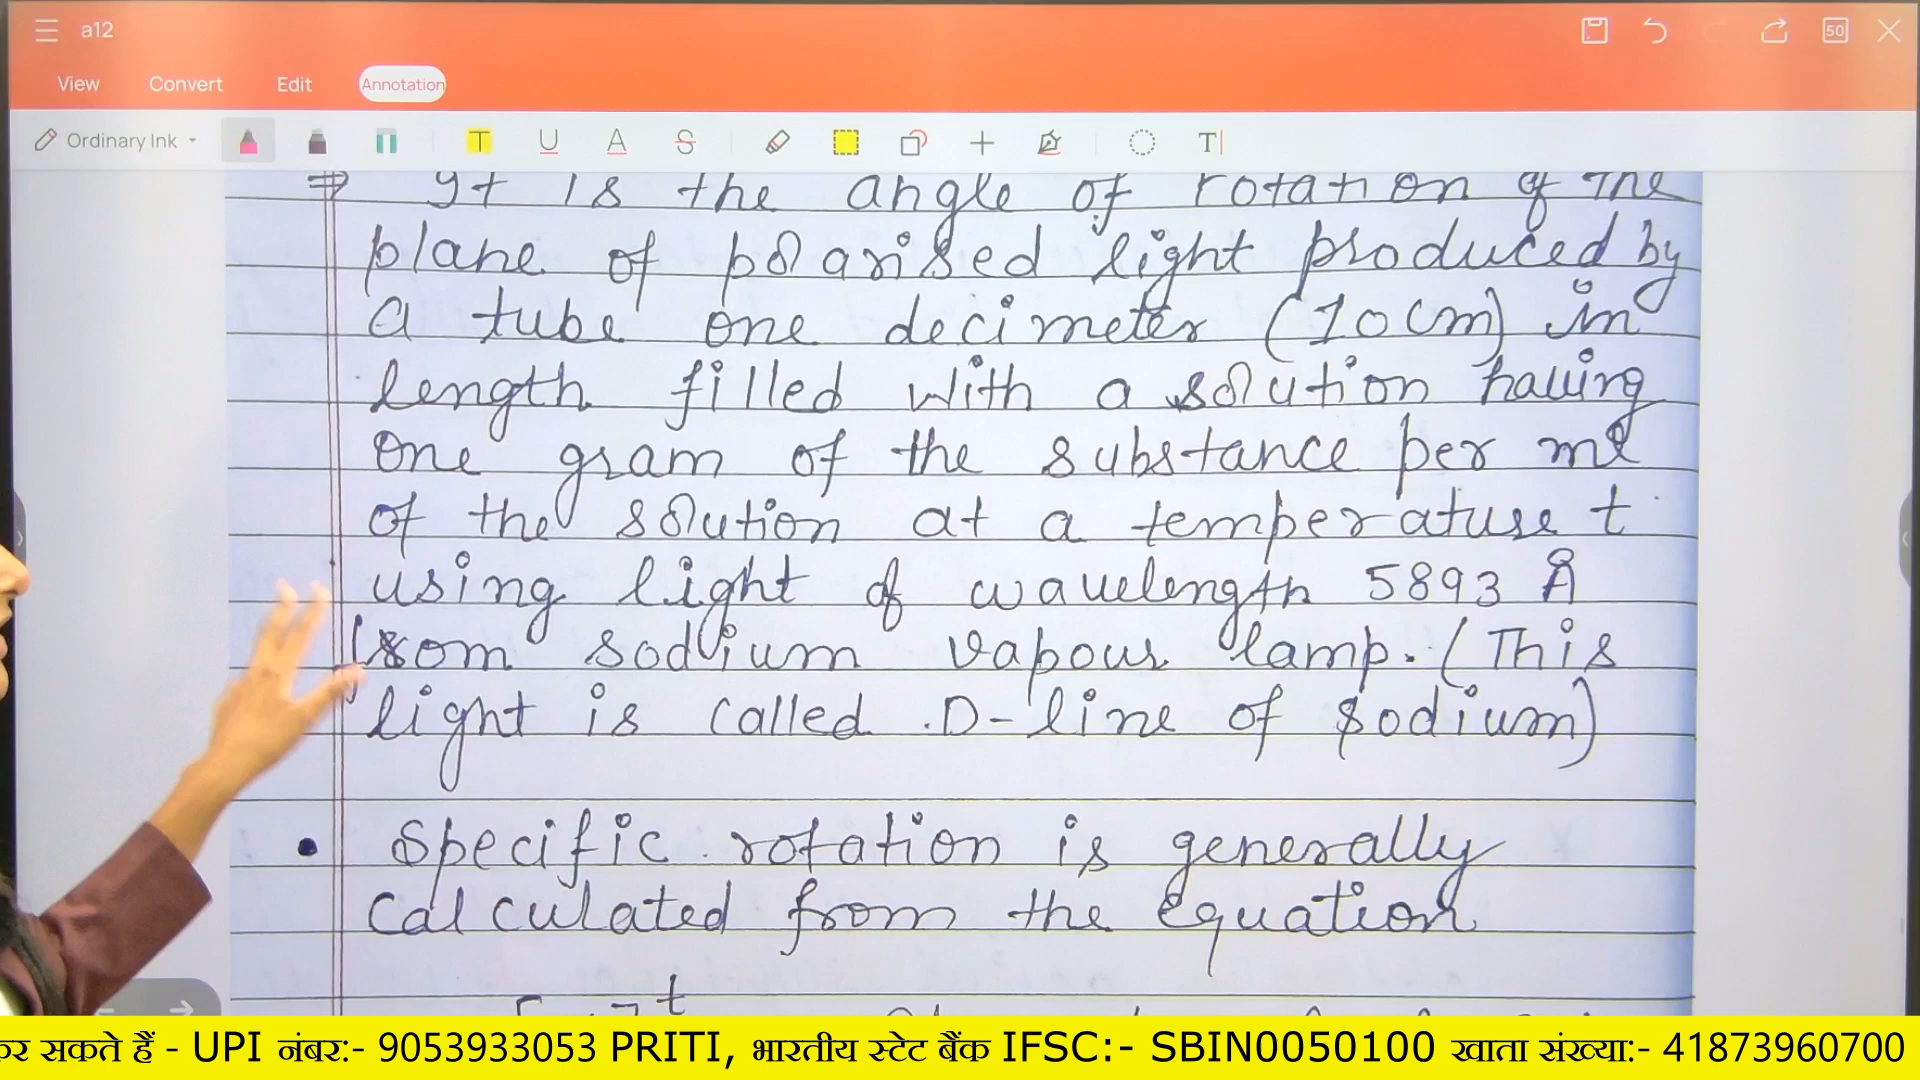 a12
50
View Convert Edit Annotation
Ordinary Ink
⇒ It is the angle of rotation of the
plane of polarised light produced by
a tube one decimeter (10 cm) in
length filled with a solution having
one gram of the substance per ml
of the solution at a temperature t
using light of wavelength 5893 Å
from sodium vapour lamp. (This
light is called D-line of sodium)
• Specific rotation is generally
calculated from the equation
t
कर सकते हैं - UPI नंबर:- 9053933053 PRITI, भारतीय स्टेट बैंक IFSC:- SBIN0050100 खाता संख्या:- 41873960700